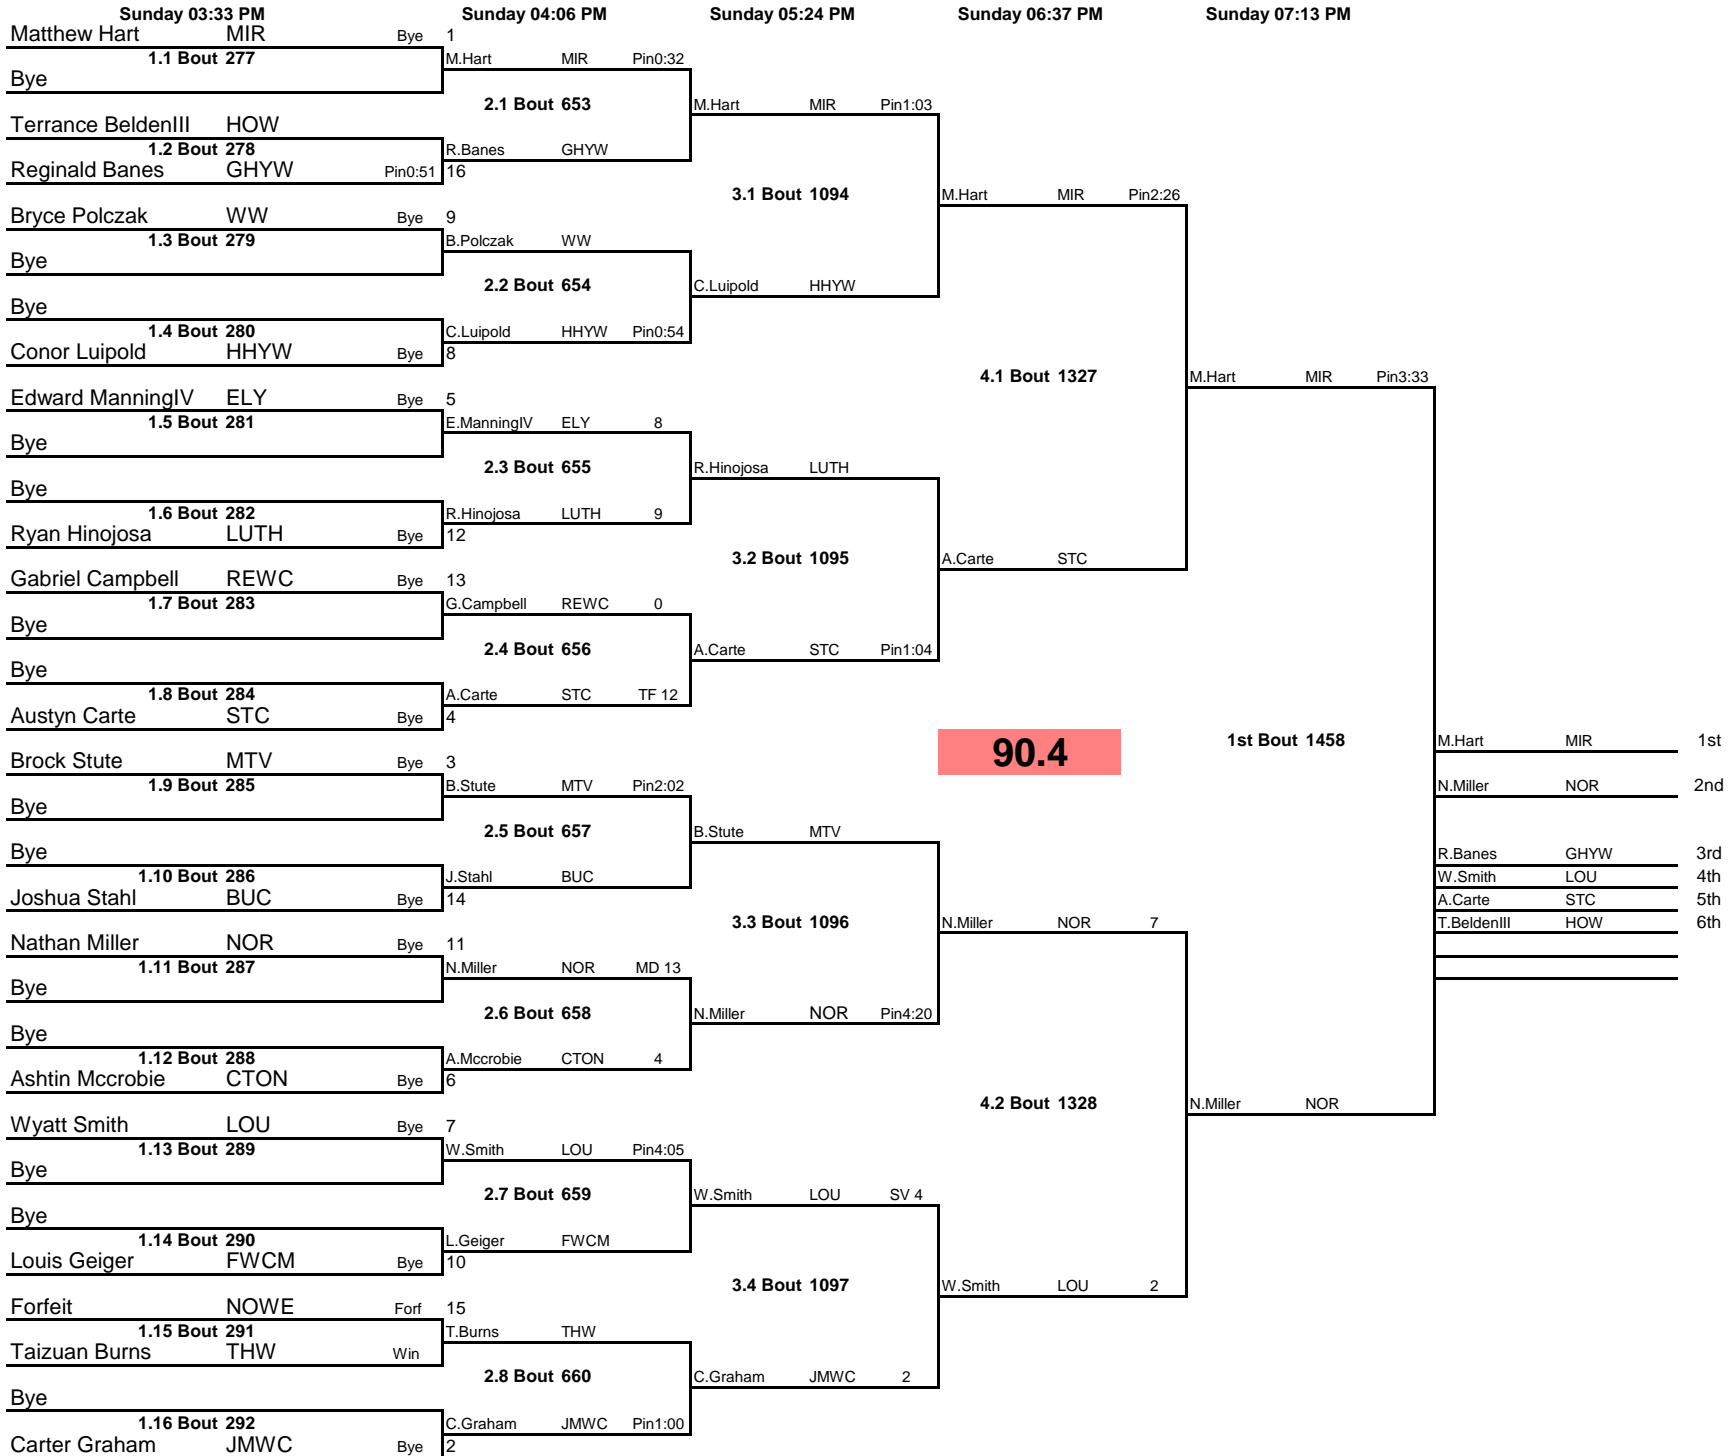 Sunday 03:33 PM Sunday 04:06 PM Sunday 05:24 PM Sunday 06:37 PM Sunday 07:13 PM
Matthew Hart MIR Bye 1
1.1 Bout 277 M.Hart MIR Pin0:32
Bye
2.1 Bout 653 M.Hart MIR Pin1:03
Terrance BeldenIII HOW
1.2 Bout 278 R.Banes GHYW
Reginald Banes GHYW Pin0:51 16
3.1 Bout 1094 M.Hart MIR Pin2:26
Bryce Polczak WW Bye 9
1.3 Bout 279 B.Polczak WW
Bye
2.2 Bout 654 C.Luipold HHYW
Bye
1.4 Bout 280 C.Luipold HHYW Pin0:54
Conor Luipold HHYW Bye 8
4.1 Bout 1327 M.Hart MIR Pin3:33
Edward ManningIV ELY Bye 5
1.5 Bout 281 E.ManningIV ELY 8
Bye
2.3 Bout 655 R.Hinojosa LUTH
Bye
1.6 Bout 282 R.Hinojosa LUTH 9
Ryan Hinojosa LUTH Bye 12
3.2 Bout 1095 A.Carte STC
Gabriel Campbell REWC Bye 13
1.7 Bout 283 G.Campbell REWC 0
Bye
2.4 Bout 656 A.Carte STC Pin1:04
Bye
1.8 Bout 284 A.Carte STC TF 12
Austyn Carte STC Bye 4
90.4 1st Bout 1458 M.Hart MIR 1st
Brock Stute MTV Bye 3
1.9 Bout 285 B.Stute MTV Pin2:02 N.Miller NOR 2nd
Bye
2.5 Bout 657 B.Stute MTV
Bye R.Banes GHYW 3rd
1.10 Bout 286 J.Stahl BUC W.Smith LOU 4th
Joshua Stahl BUC Bye 14 A.Carte STC 5th
3.3 Bout 1096 N.Miller NOR 7 T.BeldenIII HOW 6th
Nathan Miller NOR Bye 11
1.11 Bout 287 N.Miller NOR MD 13
Bye
2.6 Bout 658 N.Miller NOR Pin4:20
Bye
1.12 Bout 288 A.Mccrobie CTON 4
Ashtin Mccrobie CTON Bye 6
4.2 Bout 1328 N.Miller NOR
Wyatt Smith LOU Bye 7
1.13 Bout 289 W.Smith LOU Pin4:05
Bye
2.7 Bout 659 W.Smith LOU SV 4
Bye
1.14 Bout 290 L.Geiger FWCM
Louis Geiger FWCM Bye 10
3.4 Bout 1097 W.Smith LOU 2
Forfeit NOWE Forf 15
1.15 Bout 291 T.Burns THW
Taizuan Burns THW Win
2.8 Bout 660 C.Graham JMWC 2
Bye
1.16 Bout 292 C.Graham JMWC Pin1:00
Carter Graham JMWC Bye 2